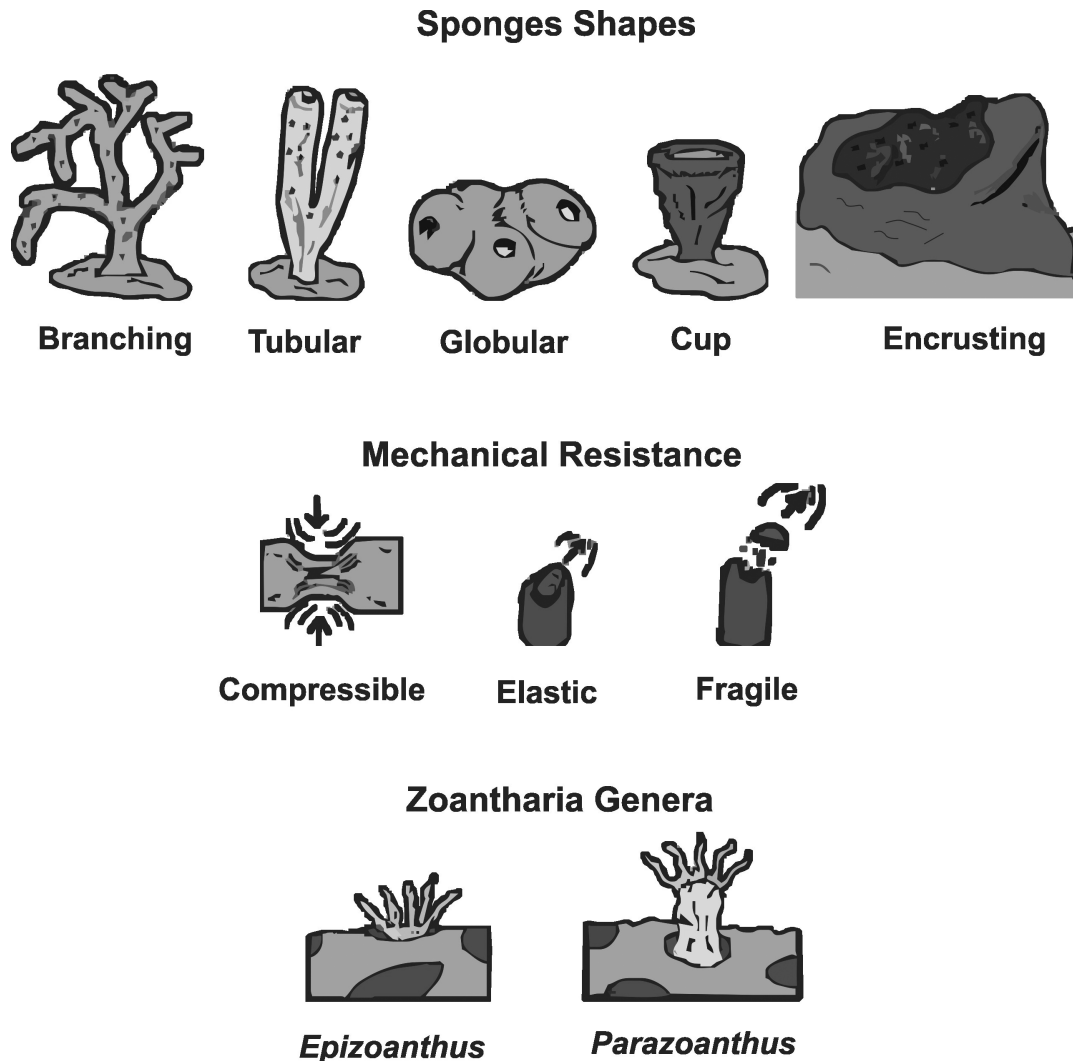 Sponges Shapes
Branching Tubular Globular Cup Encrusting
Mechanical Resistance
Compressible Elastic Fragile
Zoantharia Genera
Epizoanthus Parazoanthus